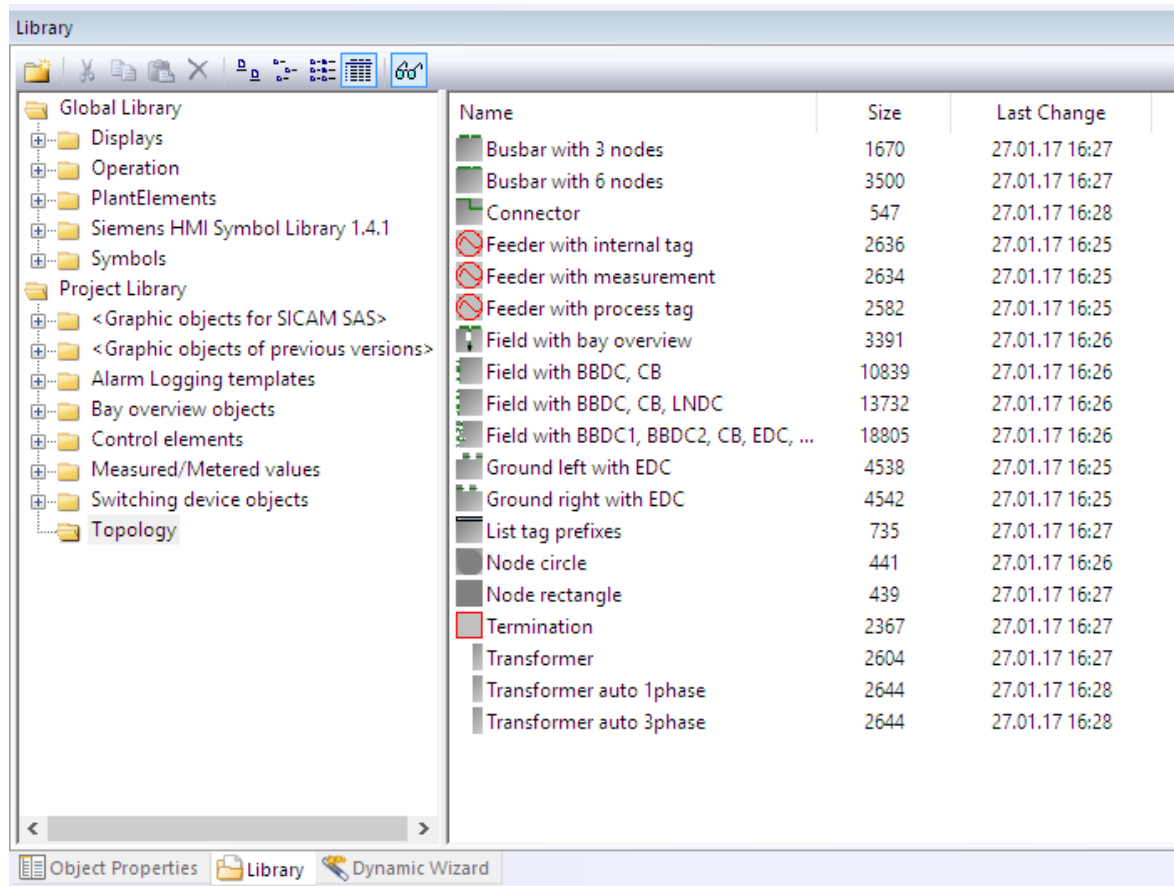 Library
Global Library
Displays
Operation
PlantElements
Siemens HMI Symbol Library 1.4.1
Symbols
Project Library
<Graphic objects for SICAM SAS>
<Graphic objects of previous versions>
Alarm Logging templates
Bay overview objects
Control elements
Measured/Metered values
Switching device objects
Topology
Name Size Last Change
Busbar with 3 nodes 1670 27.01.17 16:27
Busbar with 6 nodes 3500 27.01.17 16:27
Connector 547 27.01.17 16:28
Feeder with internal tag 2636 27.01.17 16:25
Feeder with measurement 2634 27.01.17 16:25
Feeder with process tag 2582 27.01.17 16:25
Field with bay overview 3391 27.01.17 16:26
Field with BBDC, CB 10839 27.01.17 16:26
Field with BBDC, CB, LNDC 13732 27.01.17 16:26
Field with BBDC1, BBDC2, CB, EDC, ... 18805 27.01.17 16:26
Ground left with EDC 4538 27.01.17 16:25
Ground right with EDC 4542 27.01.17 16:25
List tag prefixes 735 27.01.17 16:27
Node circle 441 27.01.17 16:26
Node rectangle 439 27.01.17 16:27
Termination 2367 27.01.17 16:27
Transformer 2604 27.01.17 16:27
Transformer auto 1phase 2644 27.01.17 16:28
Transformer auto 3phase 2644 27.01.17 16:28
Object Properties Library Dynamic Wizard